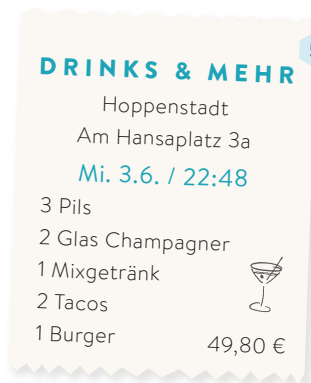 DRINKS & MEHR
Hoppenstadt
Am Hansaplatz 3a
Mi. 3.6. / 22:48
3 Pils
2 Glas Champagner
1 Mixgetränk
2 Tacos
1 Burger
49,80 €